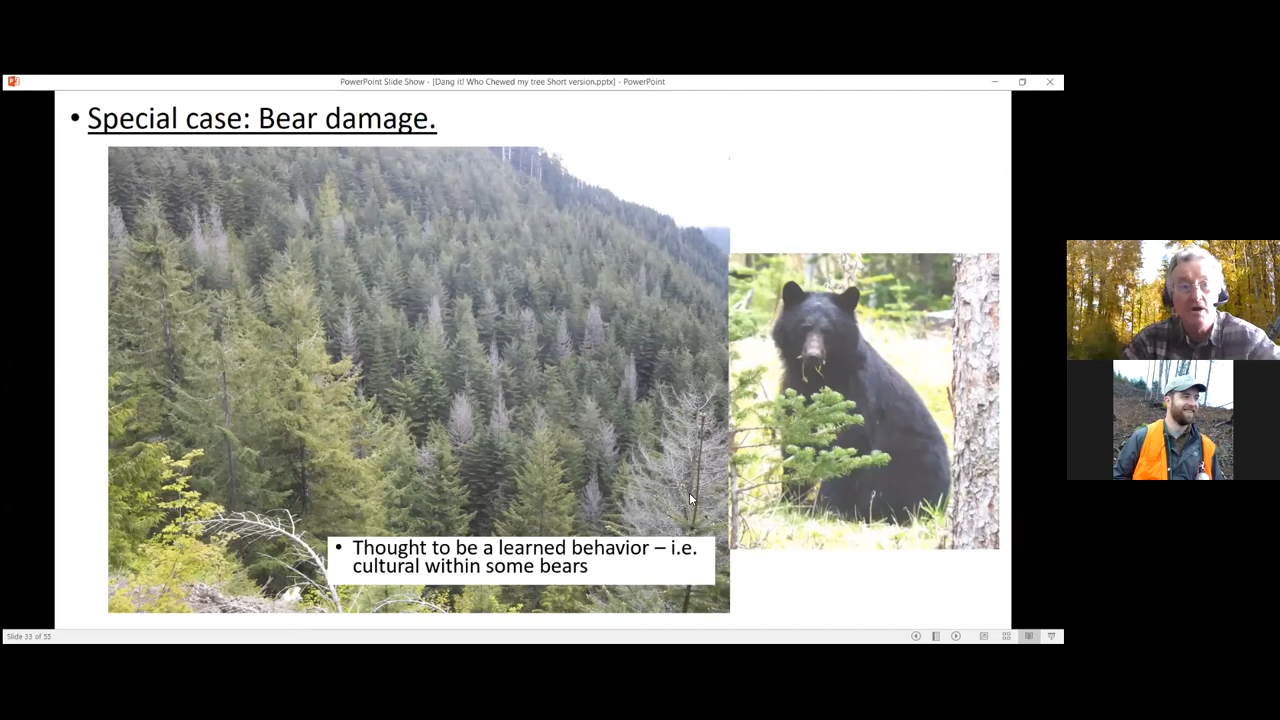 PowerPoint Slide Show - [Dang it! Who Chewed my tree Short version.pptx] - PowerPoint
• Special case: Bear damage.
• Thought to be a learned behavior – i.e.
cultural within some bears
Slide 33 of 55